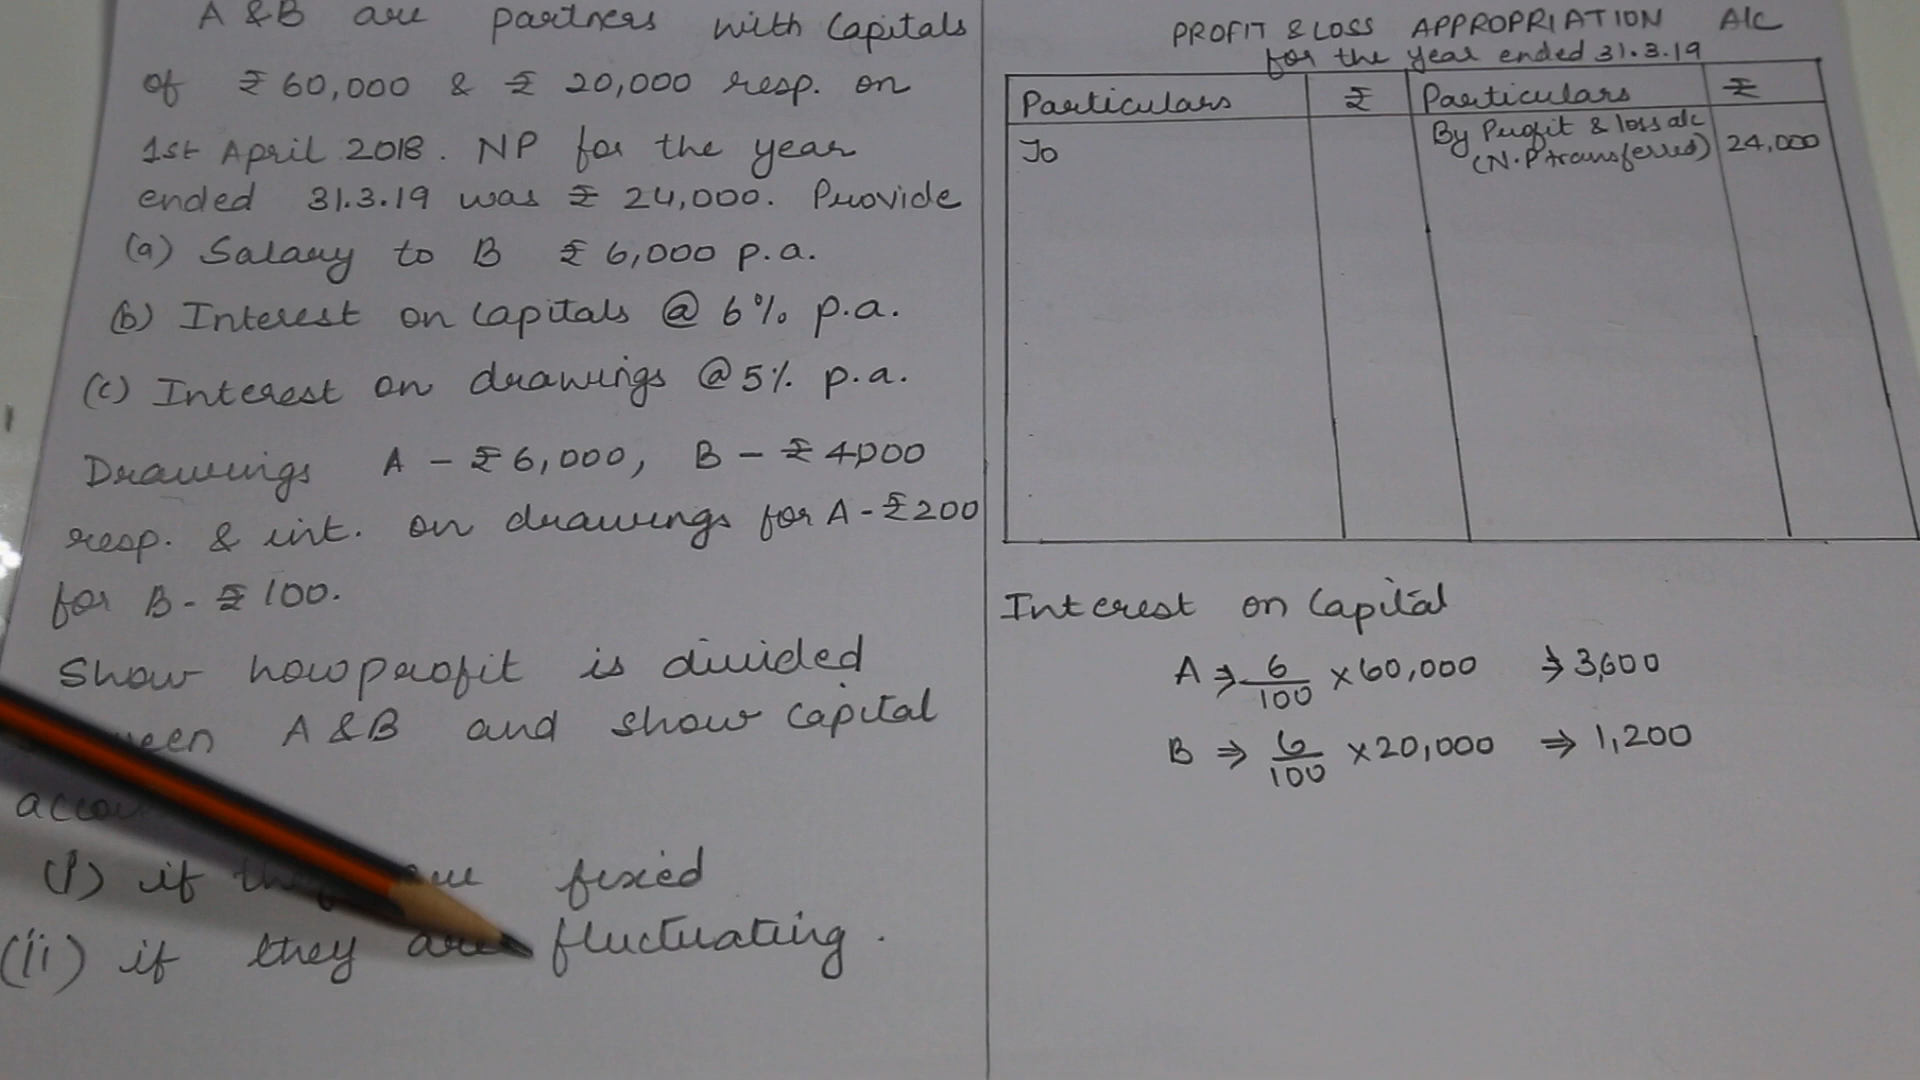 A & B are partners with Capitals
of ₹ 60,000 & ₹ 20,000 resp. on
1st April 2018. NP for the year
ended 31.3.19 was ₹ 24,000. Provide
(a) Salary to B ₹ 6,000 p.a.
(b) Interest on Capitals @ 6% p.a.
(c) Interest on drawings @ 5% p.a.
Drawings A - ₹ 6,000, B - ₹ 4,000
resp. & int. on drawings for A - ₹ 200
for B - ₹ 100.
Show how profit is divided
A & B and show Capital
(i) if fixed
(ii) if they are fluctuating.
PROFIT & LOSS APPROPRIATION A/c
for the year ended 31.3.19
Particulars ₹ Particulars ₹
To By Profit & loss a/c
(N.P transferred) 24,000
Interest on Capital
A ⇒ 6/100 × 60,000 ⇒ 3,600
B ⇒ 6/100 × 20,000 ⇒ 1,200